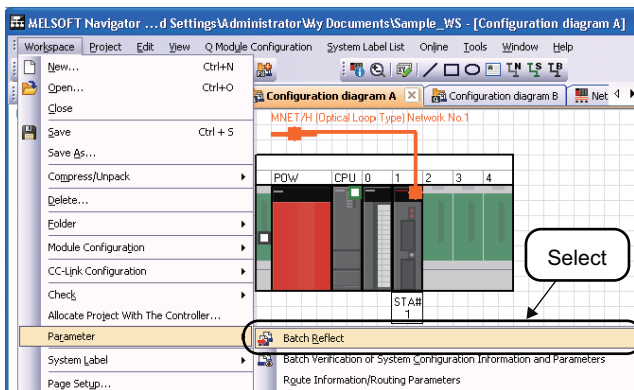 MELSOFT Navigator ...d Settings\Administrator\My Documents\Sample_WS - [Configuration diagram A]
Workspace Project Edit View Q Module Configuration System Label List Online Tools Window Help
New... Ctrl+N
Open... Ctrl+O
Close
Save Ctrl + S
Save As...
Compress/Unpack
Delete...
Folder
Module Configuration
CC-Link Configuration
Check
Allocate Project With The Controller...
Parameter
System Label
Page Setup...
TN TS TB
Configuration diagram A Configuration diagram B Net
MNET/H (Optical Loop Type) Network No.1
POW CPU 0 1 2 3 4
STA#
1
Select
Batch Reflect
Batch Verification of System Configuration Information and Parameters
Route Information/Routing Parameters